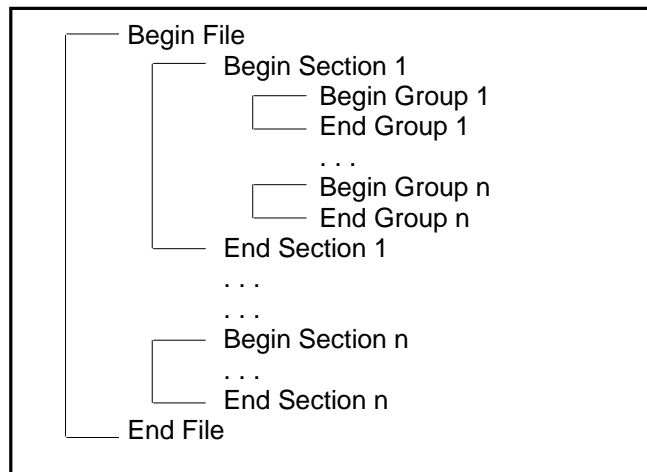 Begin File
Begin Section 1
Begin Group 1
End Group 1
. . .
Begin Group n
End Group n
End Section 1
. . .
. . .
Begin Section n
. . .
End Section n
End File